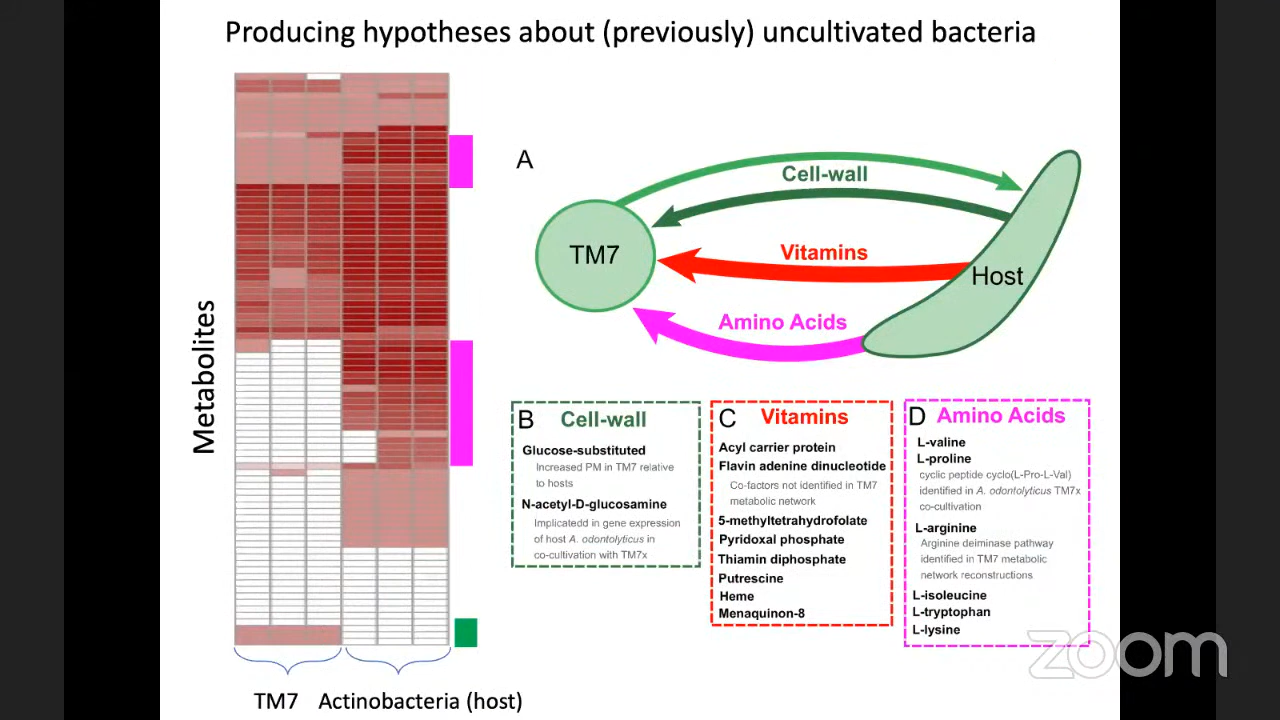 Producing hypotheses about (previously) uncultivated bacteria
Metabolites
TM7
Actinobacteria (host)
A
Cell-wall
TM7
Vitamins
Host
Amino Acids
B Cell-wall
Glucose-substituted
Increased PM in TM7 relative
to hosts
N-acetyl-D-glucosamine
Implicatedd in gene expression
of host A. odontolyticus in
co-cultivation with TM7x
C Vitamins
Acyl carrier protein
Flavin adenine dinucleotide
Co-factors not identified in TM7
metabolic network
5-methyltetrahydrofolate
Pyridoxal phosphate
Thiamin diphosphate
Putrescine
Heme
Menaquinon-8
D Amino Acids
L-valine
L-proline
cyclic peptide cyclo(L-Pro-L-Val)
identified in A. odontolyticus TM7x
co-cultivation
L-arginine
Arginine deiminase pathway
identified in TM7 metabolic
network reconstructions
L-isoleucine
L-tryptophan
L-lysine
zoom